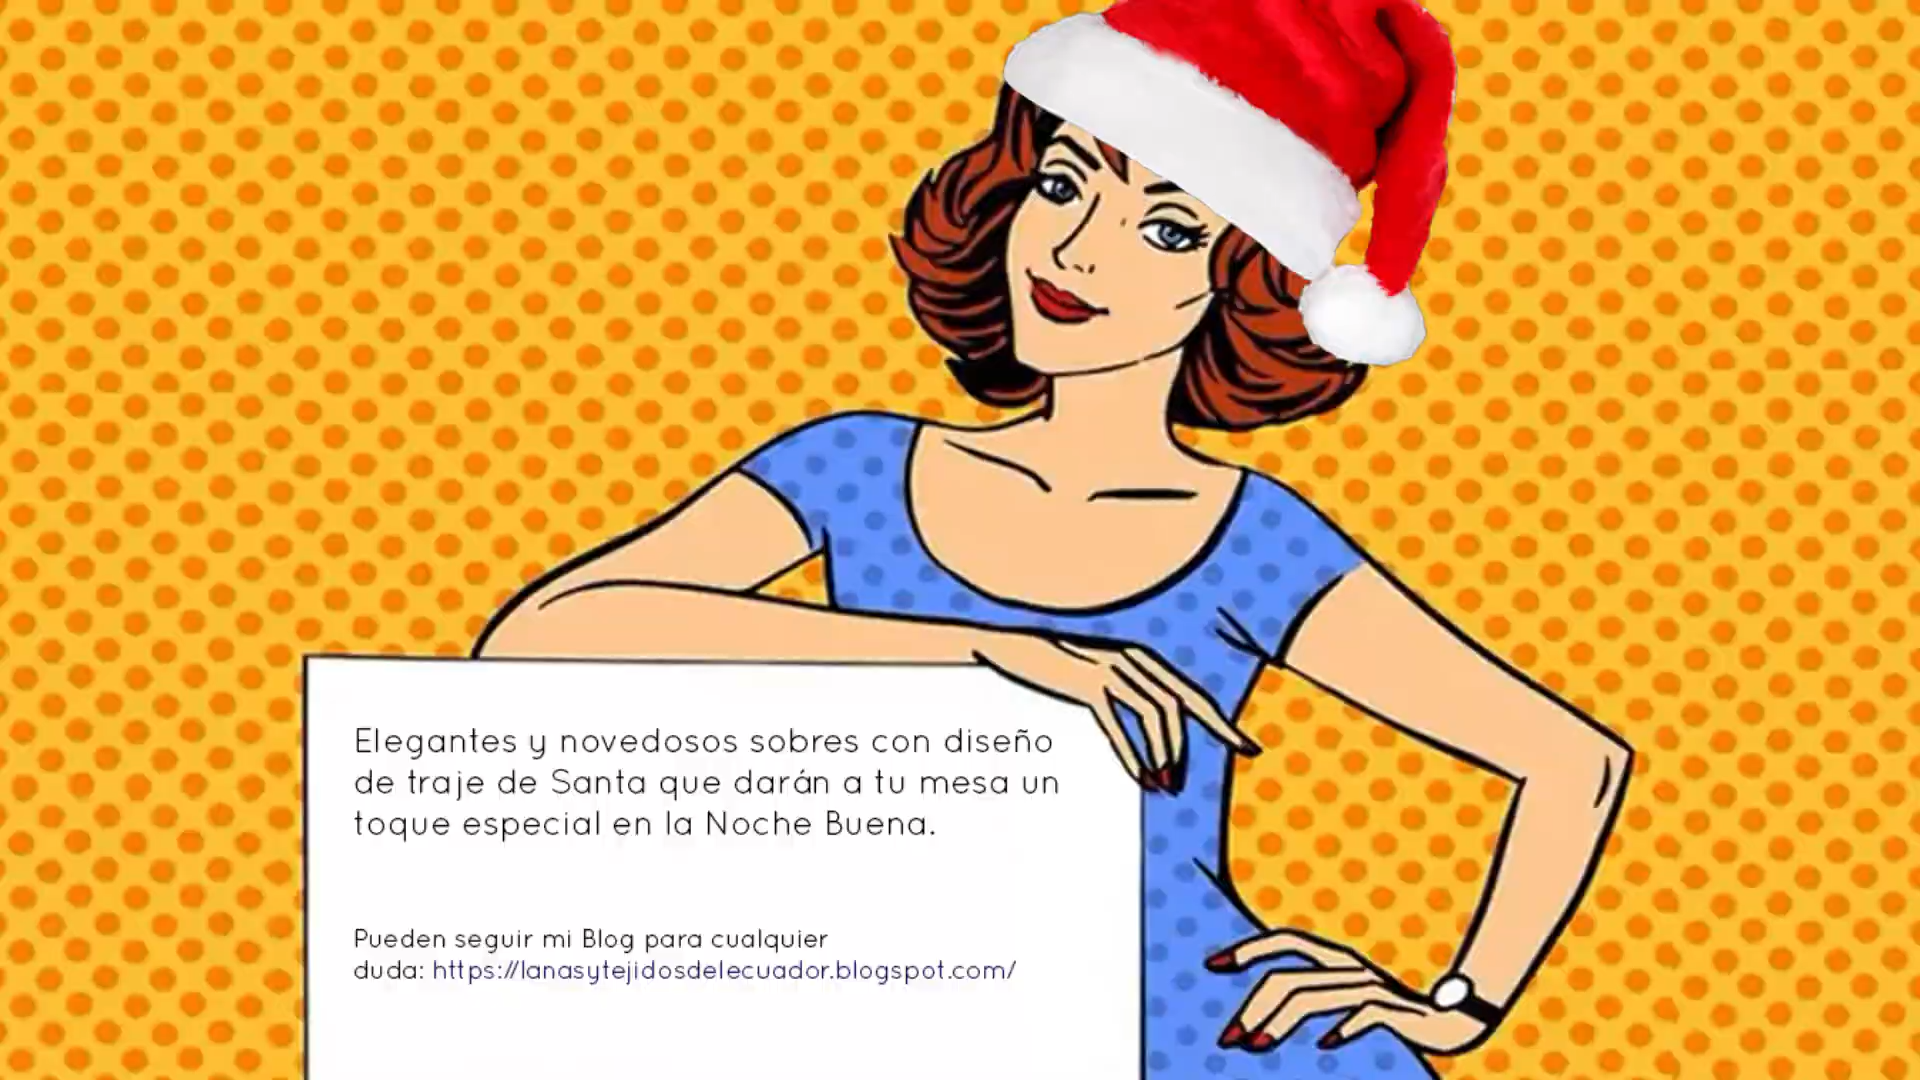 Elegantes y novedosos sobres con diseño
de traje de Santa que darán a tu mesa un
toque especial en la Noche Buena.
Pueden seguir mi Blog para cualquier
duda: https://lanasytejidosdelecuador.blogspot.com/